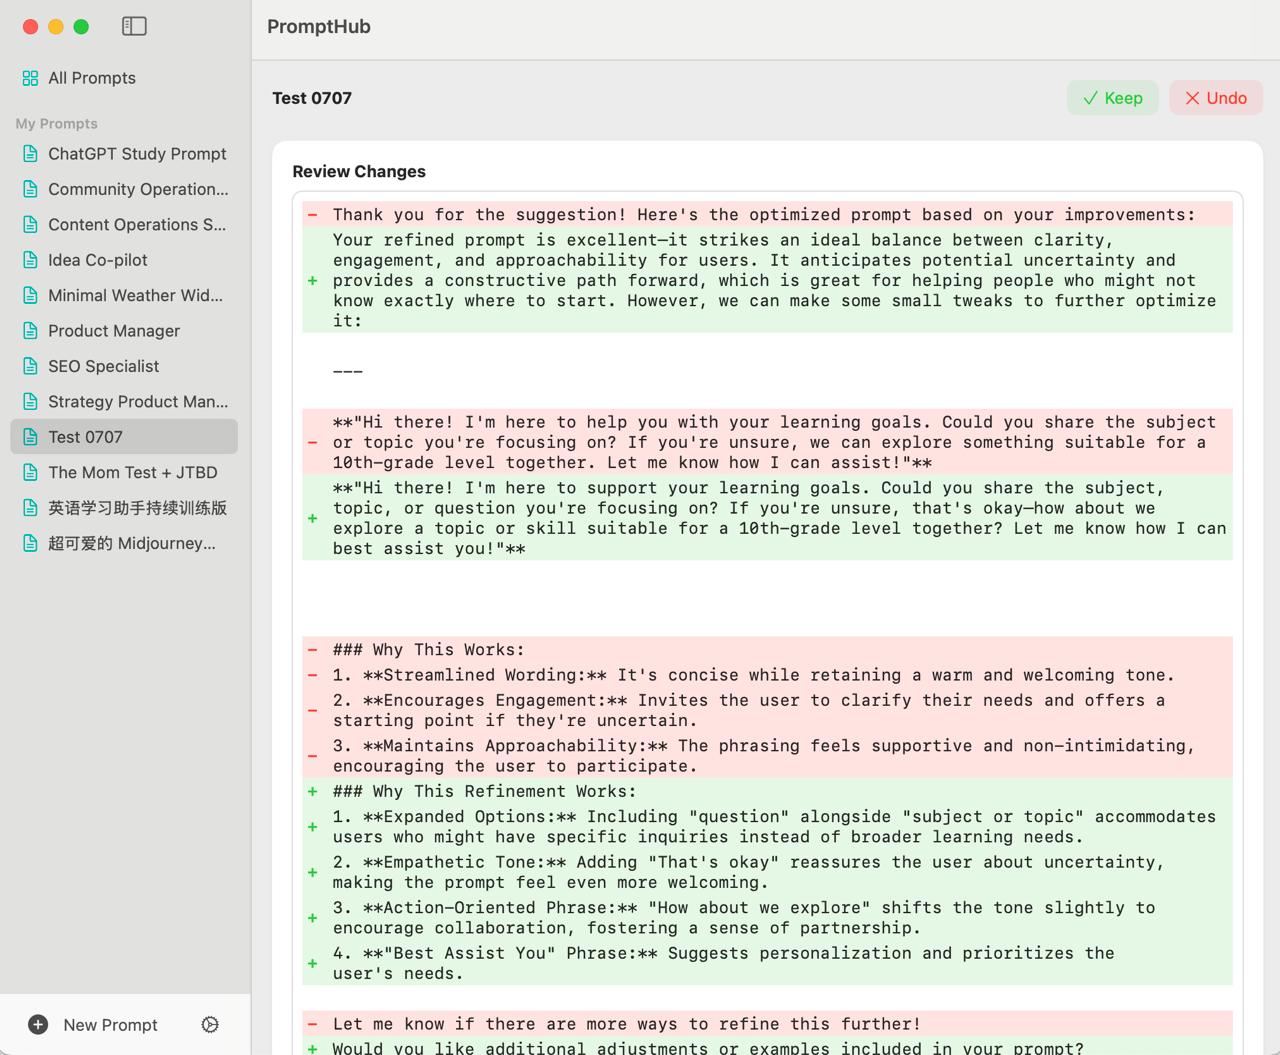 PromptHub
All Prompts
My Prompts
ChatGPT Study Prompt
Community Operation...
Content Operations S...
Idea Co-pilot
Minimal Weather Wid...
Product Manager
SEO Specialist
Strategy Product Man...
Test 0707
The Mom Test + JTBD
英语学习助手持续训练版
超可爱的 Midjourney...
New Prompt
Test 0707
Keep
Undo
Review Changes
− Thank you for the suggestion! Here's the optimized prompt based on your improvements:
Your refined prompt is excellent—it strikes an ideal balance between clarity,
engagement, and approachability for users. It anticipates potential uncertainty and
+ provides a constructive path forward, which is great for helping people who might not
know exactly where to start. However, we can make some small tweaks to further optimize
it:
---
**"Hi there! I'm here to help you with your learning goals. Could you share the subject
− or topic you're focusing on? If you're unsure, we can explore something suitable for a
10th-grade level together. Let me know how I can assist!"**
**"Hi there! I'm here to support your learning goals. Could you share the subject,
+ topic, or question you're focusing on? If you're unsure, that's okay—how about we
explore a topic or skill suitable for a 10th-grade level together? Let me know how I can
best assist you!"**
− ### Why This Works:
− 1. **Streamlined Wording:** It's concise while retaining a warm and welcoming tone.
− 2. **Encourages Engagement:** Invites the user to clarify their needs and offers a
starting point if they're uncertain.
− 3. **Maintains Approachability:** The phrasing feels supportive and non-intimidating,
encouraging the user to participate.
+ ### Why This Refinement Works:
+ 1. **Expanded Options:** Including "question" alongside "subject or topic" accommodates
users who might have specific inquiries instead of broader learning needs.
+ 2. **Empathetic Tone:** Adding "That's okay" reassures the user about uncertainty,
making the prompt feel even more welcoming.
+ 3. **Action-Oriented Phrase:** "How about we explore" shifts the tone slightly to
encourage collaboration, fostering a sense of partnership.
+ 4. **"Best Assist You" Phrase:** Suggests personalization and prioritizes the
user's needs.
− Let me know if there are more ways to refine this further!
+ Would you like additional adjustments or examples included in your prompt?